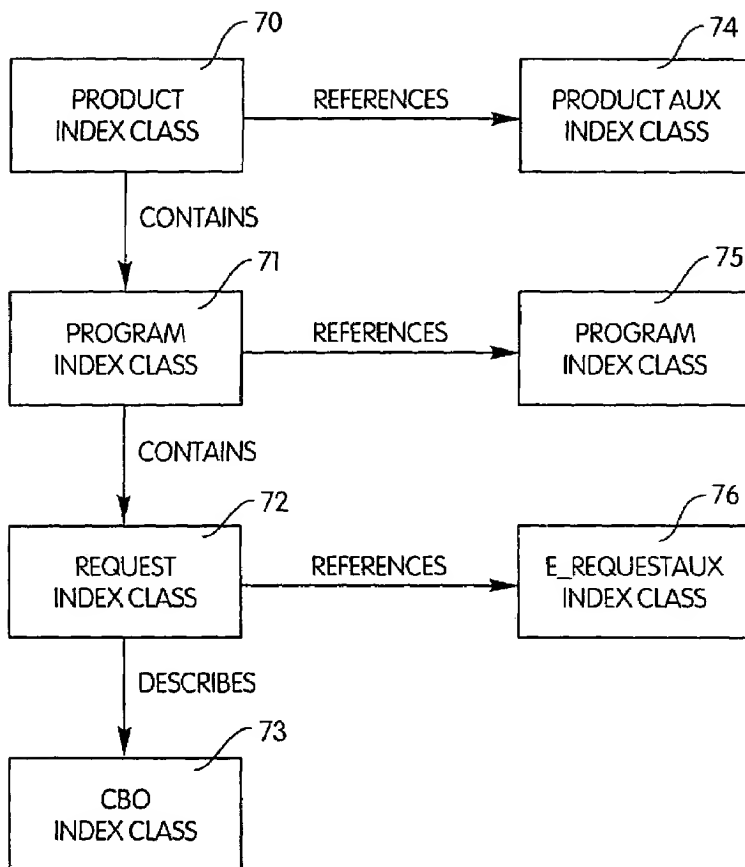 70
74
PRODUCT
INDEX CLASS
REFERENCES
PRODUCT AUX
INDEX CLASS
CONTAINS
71
75
PROGRAM
INDEX CLASS
REFERENCES
PROGRAM
INDEX CLASS
CONTAINS
72
76
REQUEST
INDEX CLASS
REFERENCES
E_REQUESTAUX
INDEX CLASS
DESCRIBES
73
CBO
INDEX CLASS